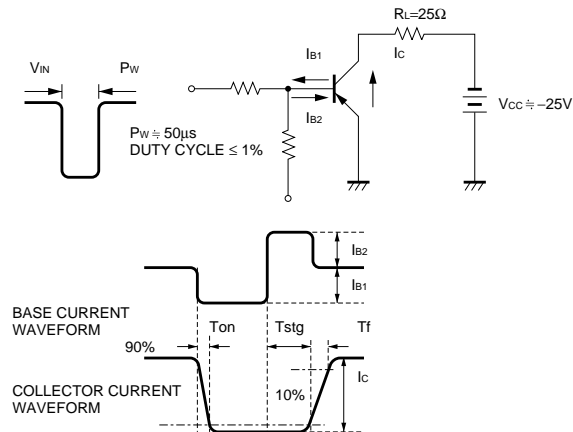 RL=25Ω
IB1
IC
VIN
PW
IB2
VCC≒−25V
PW≒50μs
DUTY CYCLE ≤ 1%
IB2
IB1
BASE CURRENT
WAVEFORM
Ton
Tstg
Tf
90%
IC
COLLECTOR CURRENT
WAVEFORM
10%